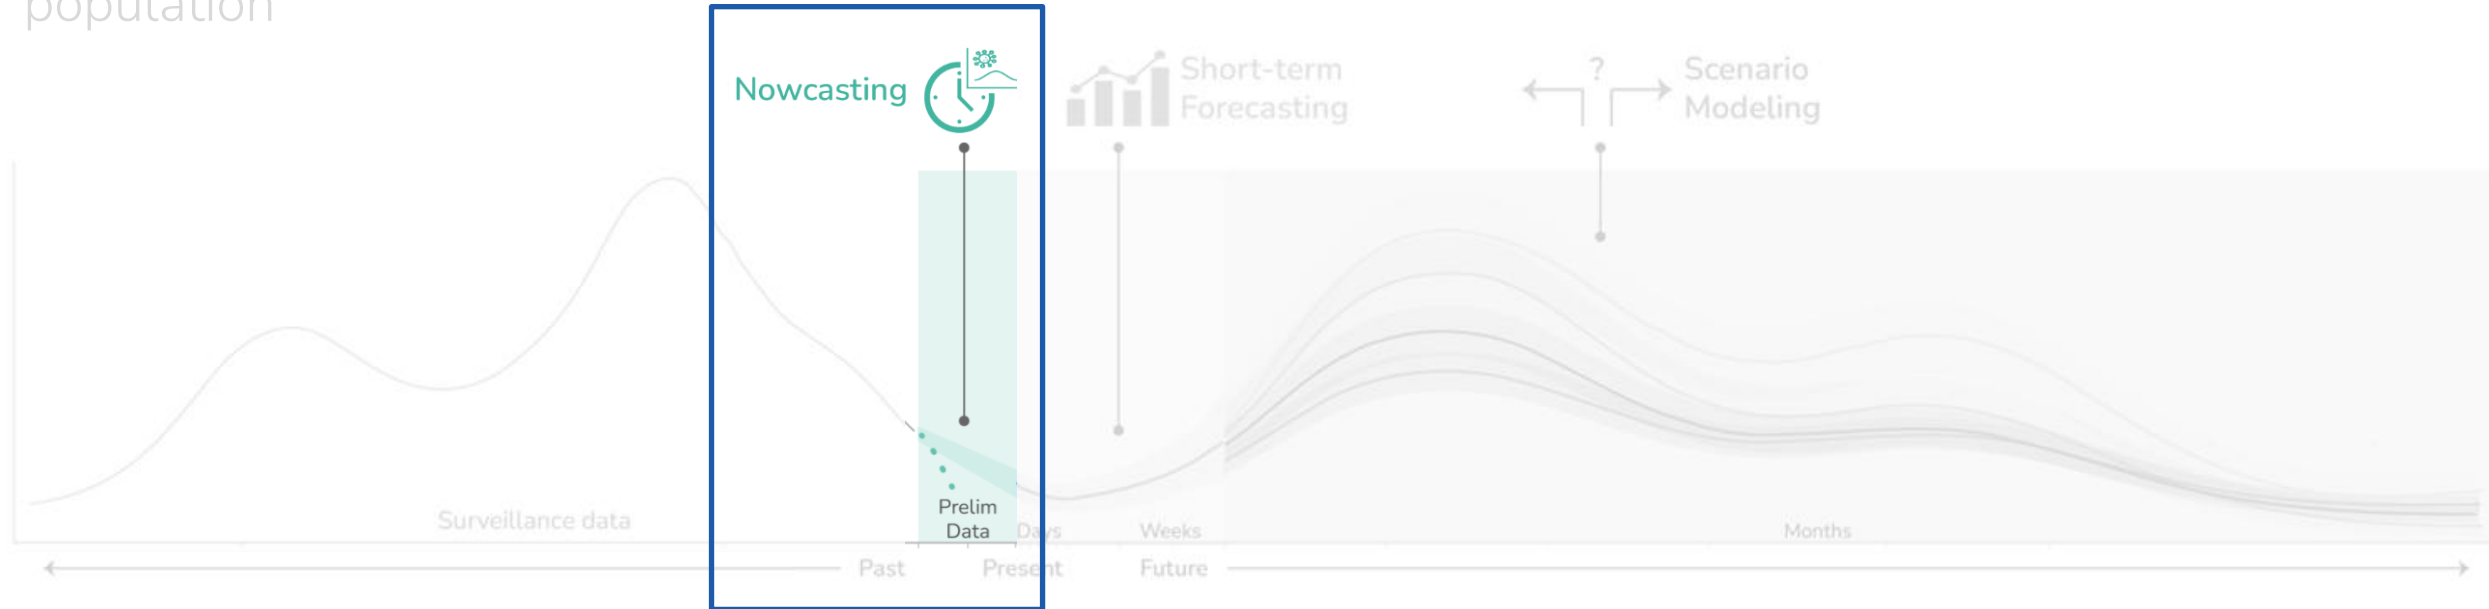 population
Nowcasting
Short-term
Forecasting
?
Scenario
Modeling
Surveillance data
Prelim
Data
Days
Weeks
Months
Past
Present
Future